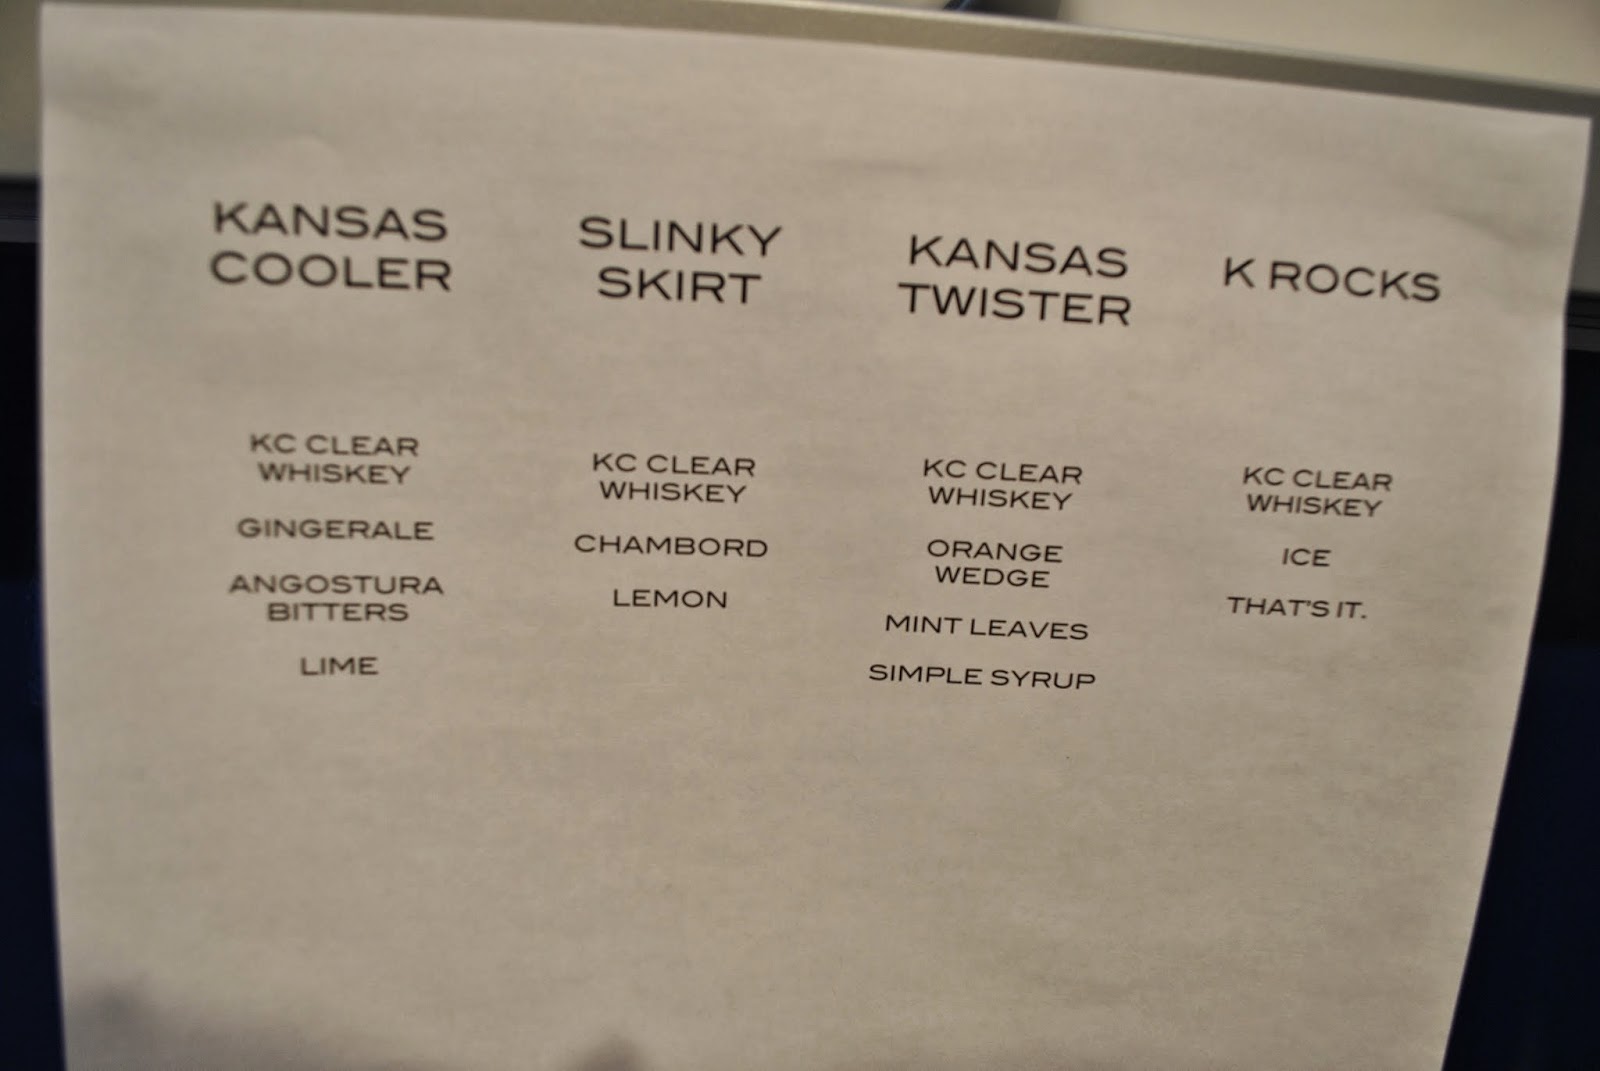 KANSAS
COOLER
KC CLEAR
WHISKEY
GINGERALE
ANGOSTURA
BITTERS
LIME
SLINKY
SKIRT
KC CLEAR
WHISKEY
CHAMBORD
LEMON
KANSAS
TWISTER
KC CLEAR
WHISKEY
ORANGE
WEDGE
MINT LEAVES
SIMPLE SYRUP
K ROCKS
KC CLEAR
WHISKEY
ICE
THAT'S IT.